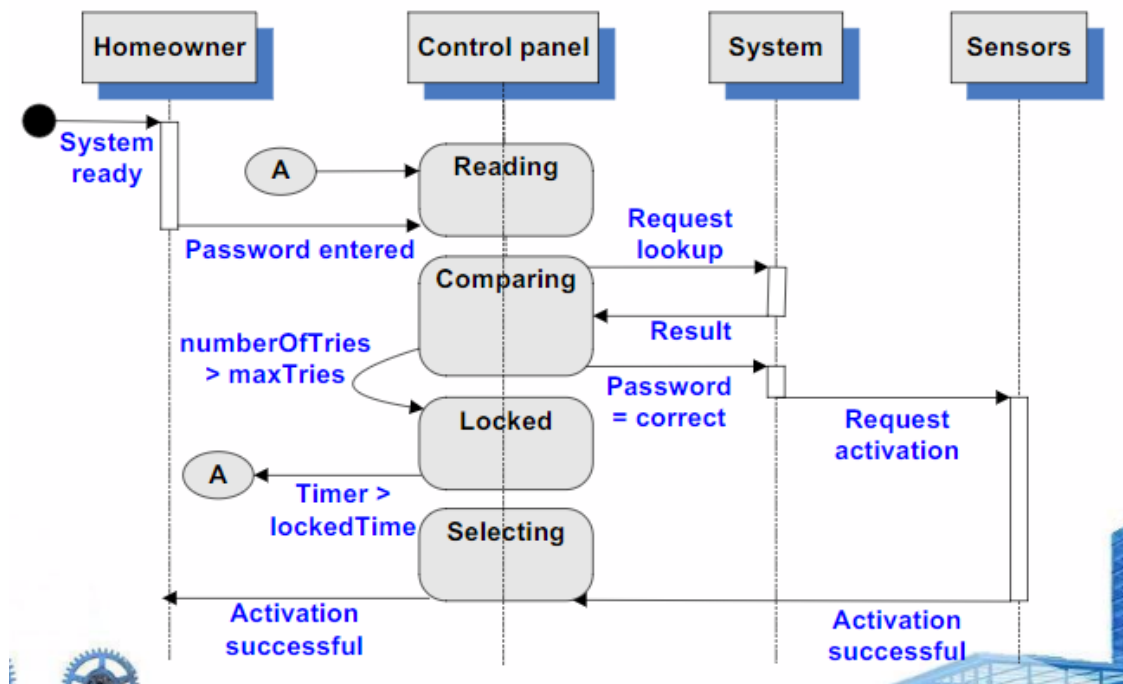 Homeowner
Control panel
System
Sensors
System
ready
A
Reading
Password entered
Request
lookup
Comparing
Result
numberOfTries
> maxTries
Password
= correct
Locked
Request
activation
A
Timer >
lockedTime
Selecting
Activation
successful
Activation
successful